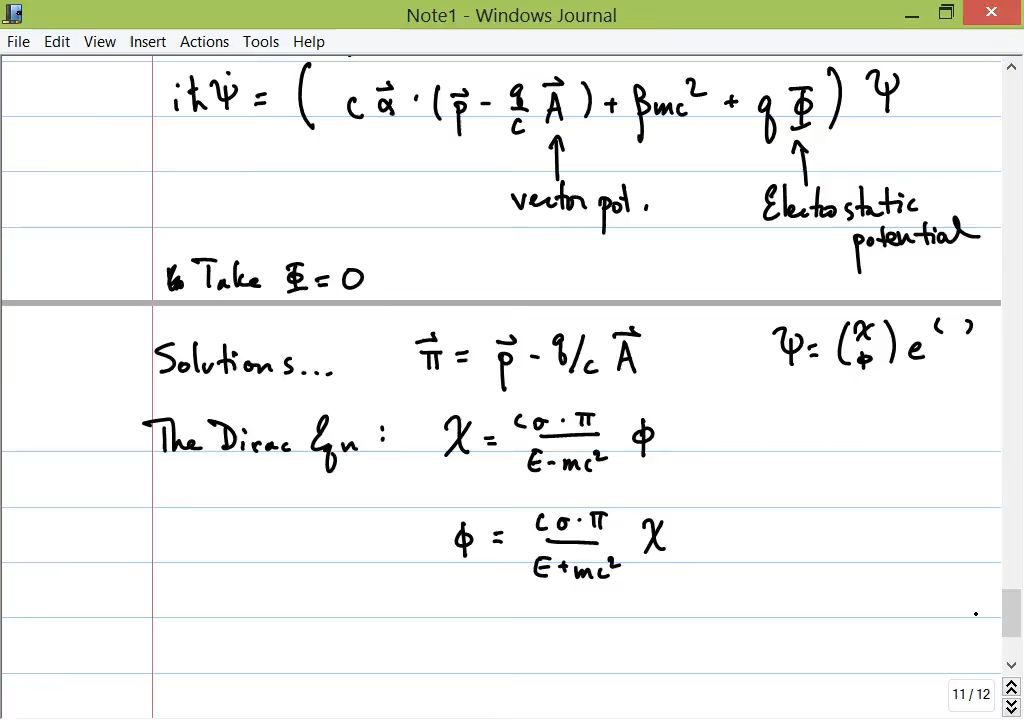 Note1 - Windows Journal
File Edit View Insert Actions Tools Help
iħΨ̇ = ( c α⃗ · (p⃗ - q/c A⃗ ) + βmc² + q Φ ) Ψ
↑ ↑
vector pot. Electrostatic
potential
Take Φ = 0
Solutions... π⃗ = p⃗ - q/c A⃗ Ψ = (χ ϕ) e^( )
The Dirac Eqn : χ = cσ·π / E-mc² ϕ
ϕ = cσ·π / E+mc² χ
11 / 12